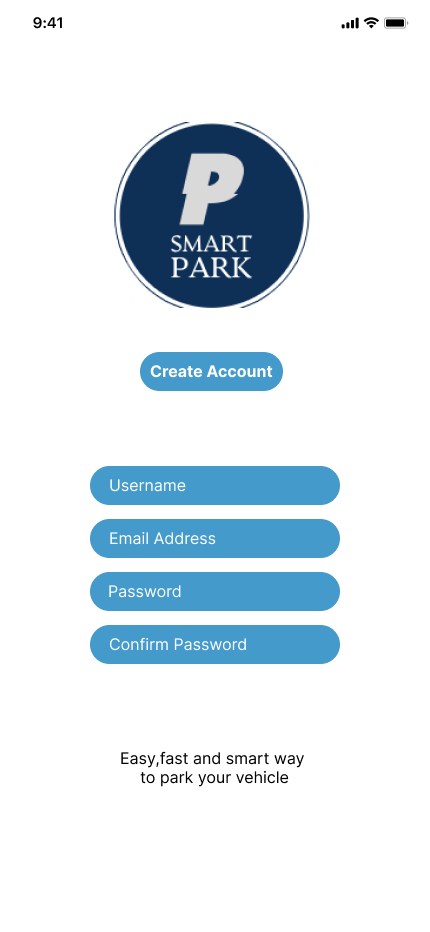 9:41
P
SMART
PARK
Create Account
Username
Email Address
Password
Confirm Password
Easy,fast and smart way
to park your vehicle